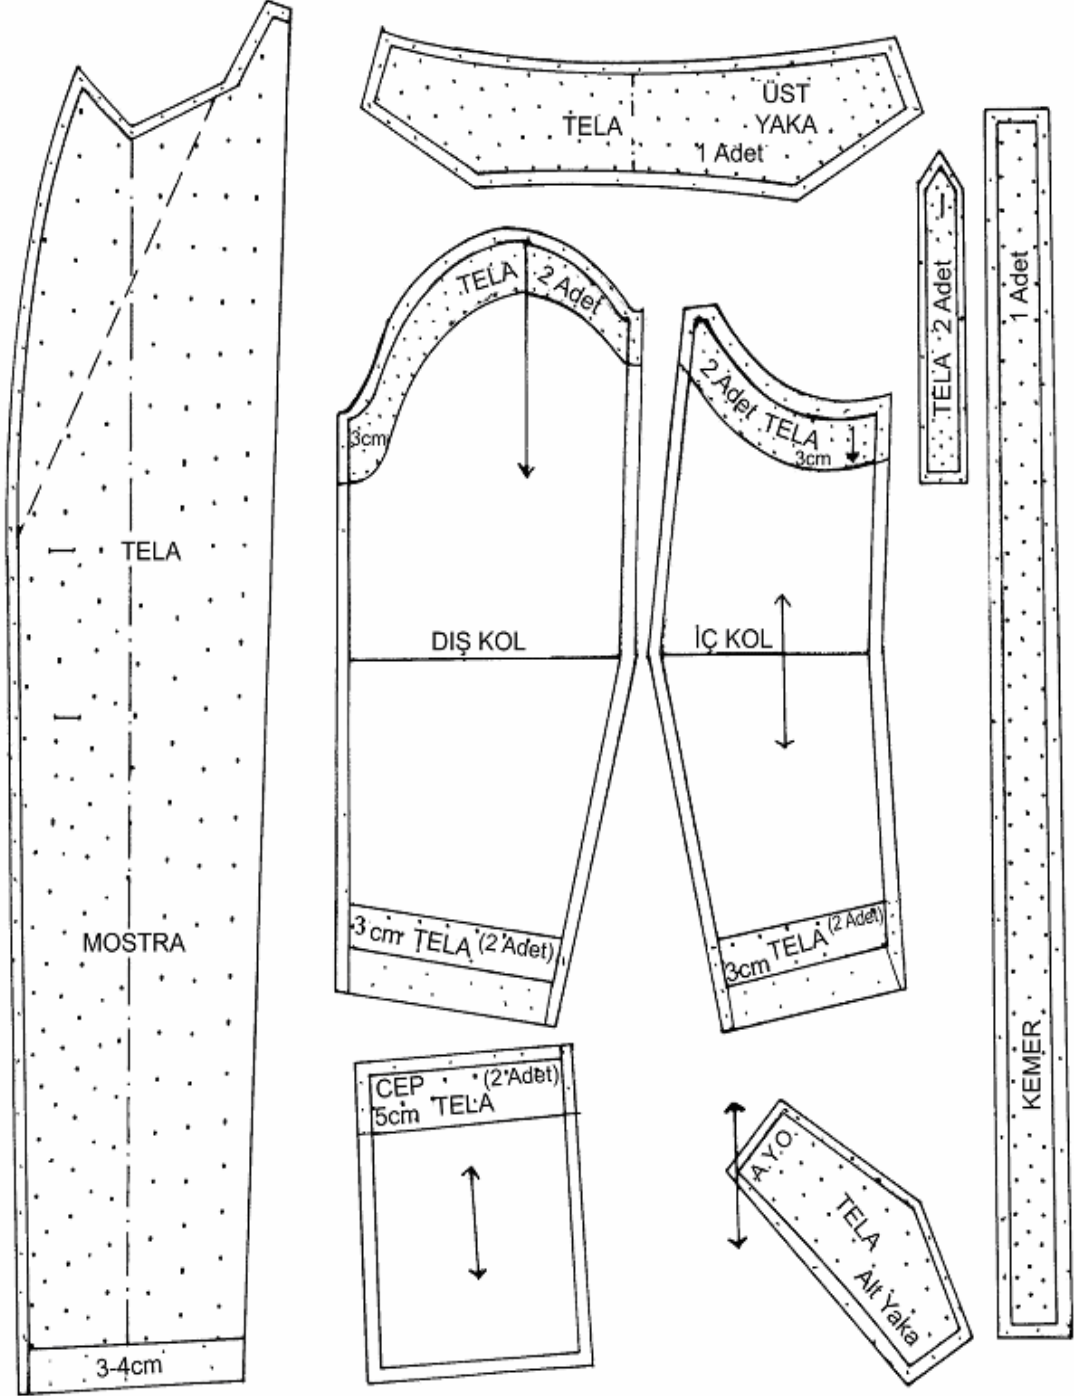 TELA
MOSTRA
3-4cm
TELA
ÜST
YAKA
1 Adet
TELA 2 Adet
3cm
DIŞ KOL
3 cm TELA (2 Adet)
2 Adet TELA
3cm
İÇ KOL
3cm TELA (2 Adet)
TELA 2 Adet
1 Adet
KEMER
CEP (2 Adet)
5cm TELA
A.Y.O.
TELA
Alt Yaka